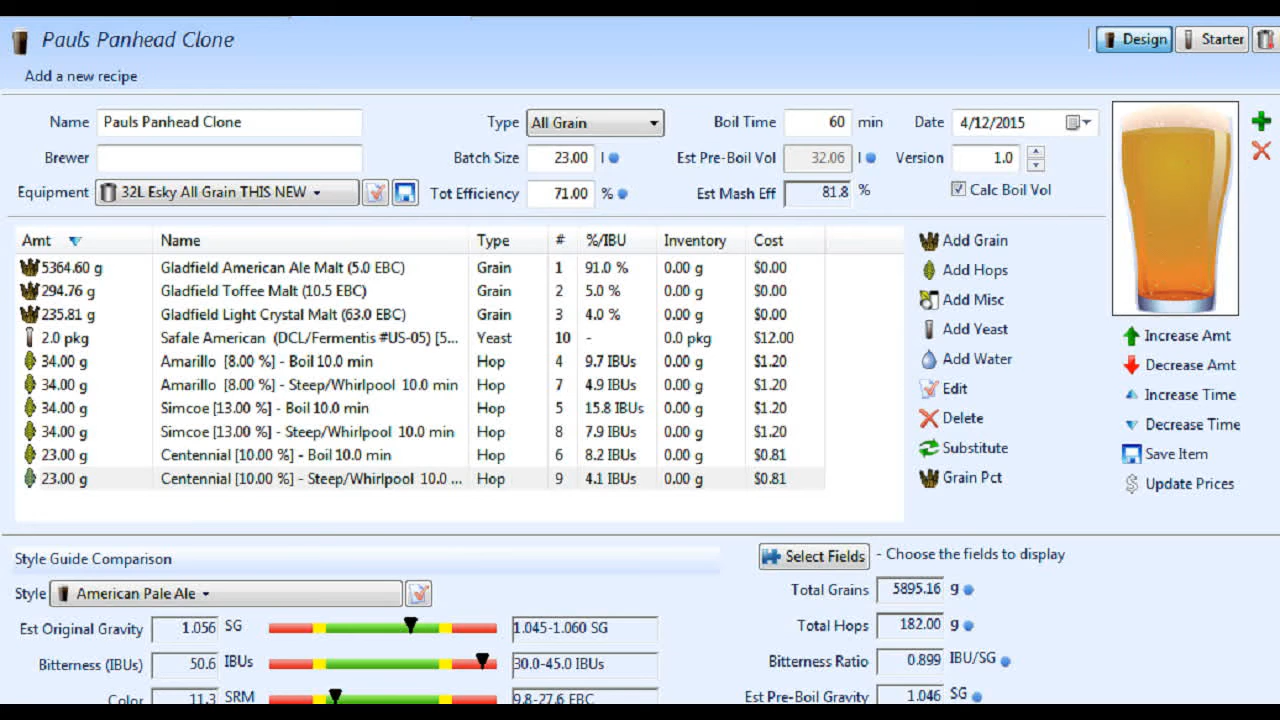 Pauls Panhead Clone
Design Starter
Add a new recipe
Name Pauls Panhead Clone Type All Grain Boil Time 60 min Date 4/12/2015
Brewer Batch Size 23.00 l Est Pre-Boil Vol 32.06 l Version 1.0
Equipment 32L Esky All Grain THIS NEW Tot Efficiency 71.00 % Est Mash Eff 81.8 % Calc Boil Vol
Amt Name Type # %/IBU Inventory Cost
5364.60 g Gladfield American Ale Malt (5.0 EBC) Grain 1 91.0 % 0.00 g $0.00
294.76 g Gladfield Toffee Malt (10.5 EBC) Grain 2 5.0 % 0.00 g $0.00
235.81 g Gladfield Light Crystal Malt (63.0 EBC) Grain 3 4.0 % 0.00 g $0.00
2.0 pkg Safale American (DCL/Fermentis #US-05) [5... Yeast 10 - 0.0 pkg $12.00
34.00 g Amarillo [8.00 %] - Boil 10.0 min Hop 4 9.7 IBUs 0.00 g $1.20
34.00 g Amarillo [8.00 %] - Steep/Whirlpool 10.0 min Hop 7 4.9 IBUs 0.00 g $1.20
34.00 g Simcoe [13.00 %] - Boil 10.0 min Hop 5 15.8 IBUs 0.00 g $1.20
34.00 g Simcoe [13.00 %] - Steep/Whirlpool 10.0 min Hop 8 7.9 IBUs 0.00 g $1.20
23.00 g Centennial [10.00 %] - Boil 10.0 min Hop 6 8.2 IBUs 0.00 g $0.81
23.00 g Centennial [10.00 %] - Steep/Whirlpool 10.0 ... Hop 9 4.1 IBUs 0.00 g $0.81
Add Grain
Add Hops
Add Misc
Add Yeast
Add Water
Edit
Delete
Substitute
Grain Pct
Increase Amt
Decrease Amt
Increase Time
Decrease Time
Save Item
Update Prices
Style Guide Comparison
Style American Pale Ale
Est Original Gravity 1.056 SG 1.045-1.060 SG
Bitterness (IBUs) 50.6 IBUs 30.0-45.0 IBUs
Color 11.3 SRM 9.8-27.6 EBC
Select Fields - Choose the fields to display
Total Grains 5895.16 g
Total Hops 182.00 g
Bitterness Ratio 0.899 IBU/SG
Est Pre-Boil Gravity 1.046 SG